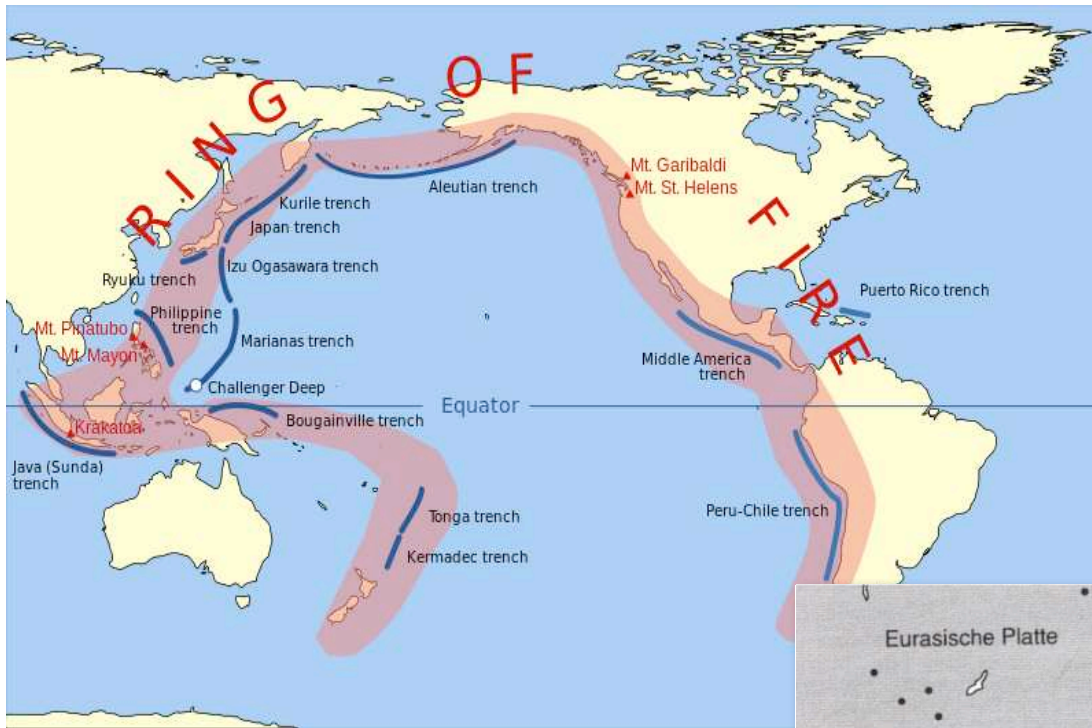 RING OF FIRE
Aleutian trench
Kurile trench
Japan trench
Izu Ogasawara trench
Ryuku trench
Philippine
trench
Marianas trench
Challenger Deep
Equator
Bougainville trench
Java (Sunda)
trench
Tonga trench
Kermadec trench
Mt. Pinatubo
Mt. Mayon
Krakatoa
Mt. Garibaldi
Mt. St. Helens
Puerto Rico trench
Middle America
trench
Peru-Chile trench
Eurasische Platte